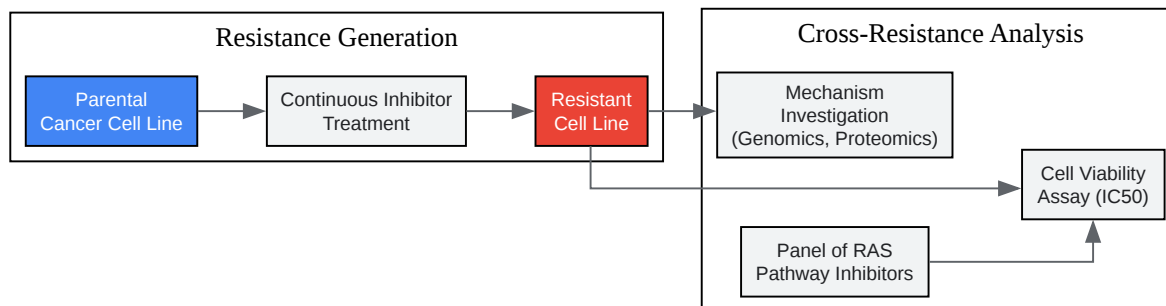 Resistance Generation
Parental
Cancer Cell Line
Continuous Inhibitor
Treatment
Resistant
Cell Line
Cross-Resistance Analysis
Mechanism
Investigation
(Genomics, Proteomics)
Cell Viability
Assay (IC50)
Panel of RAS
Pathway Inhibitors